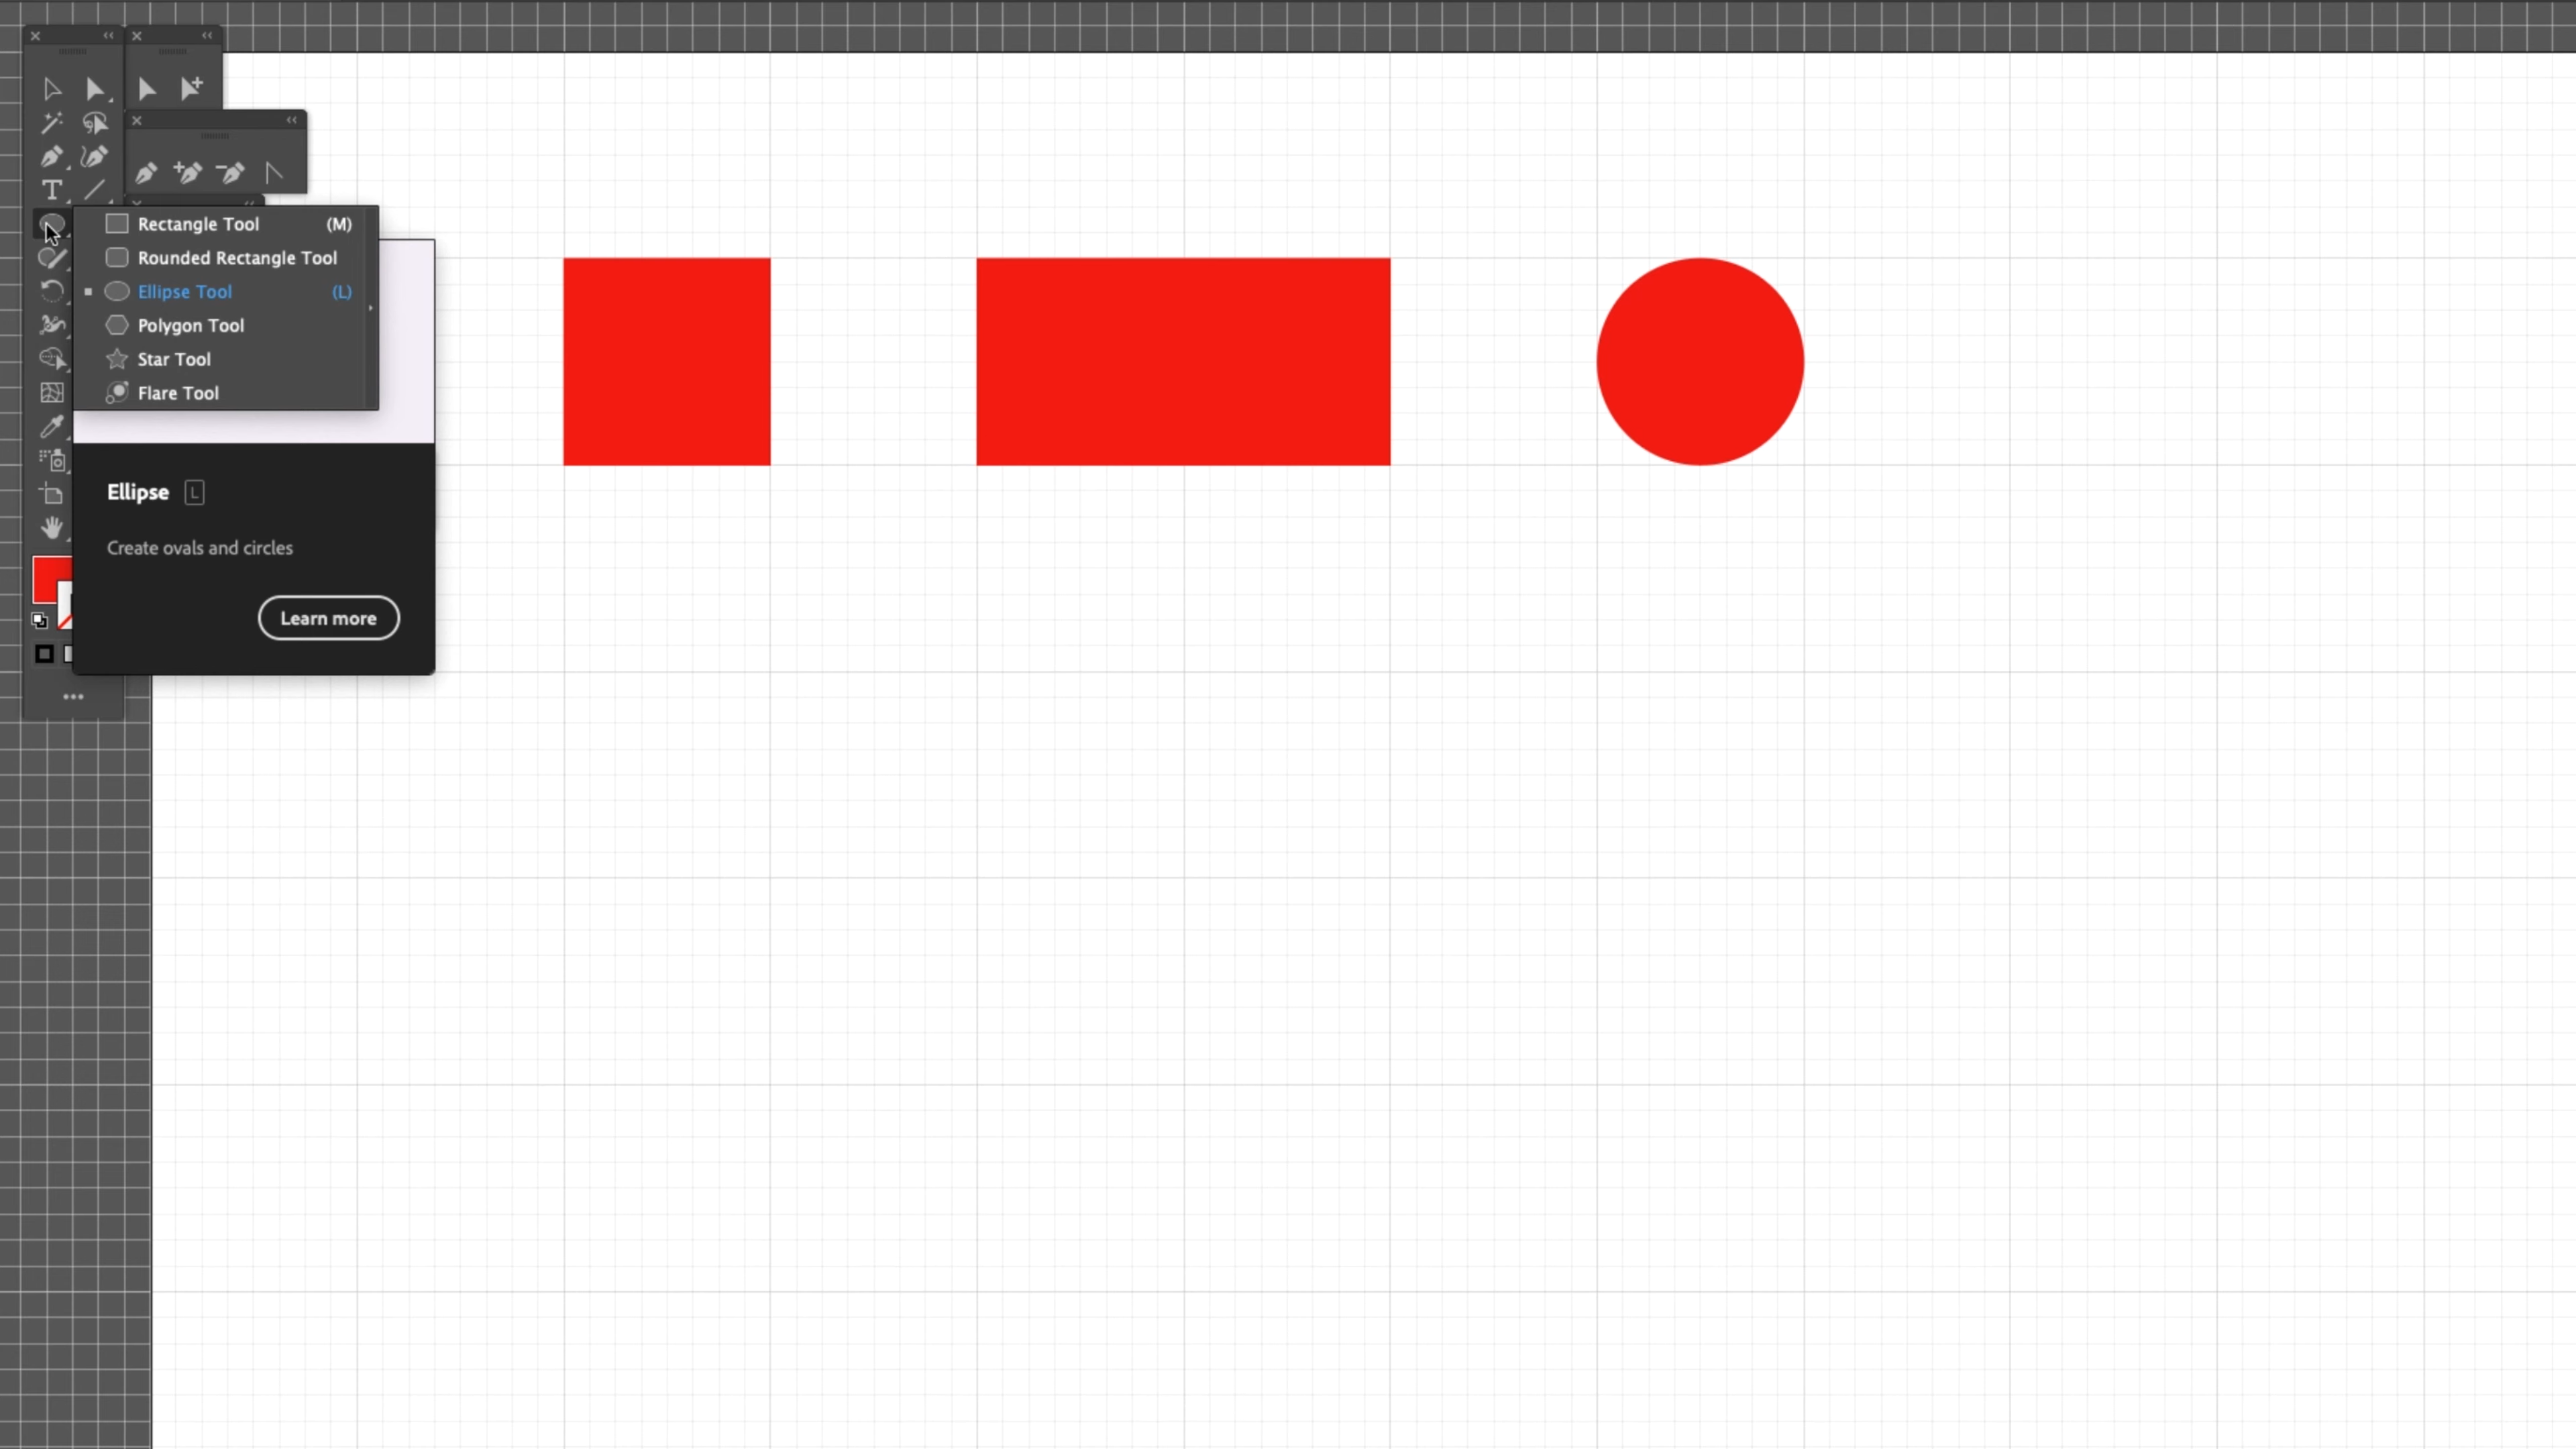 Rectangle Tool (M)
Rounded Rectangle Tool
Ellipse Tool (L)
Polygon Tool
Star Tool
Flare Tool
Ellipse L
Create ovals and circles
Learn more